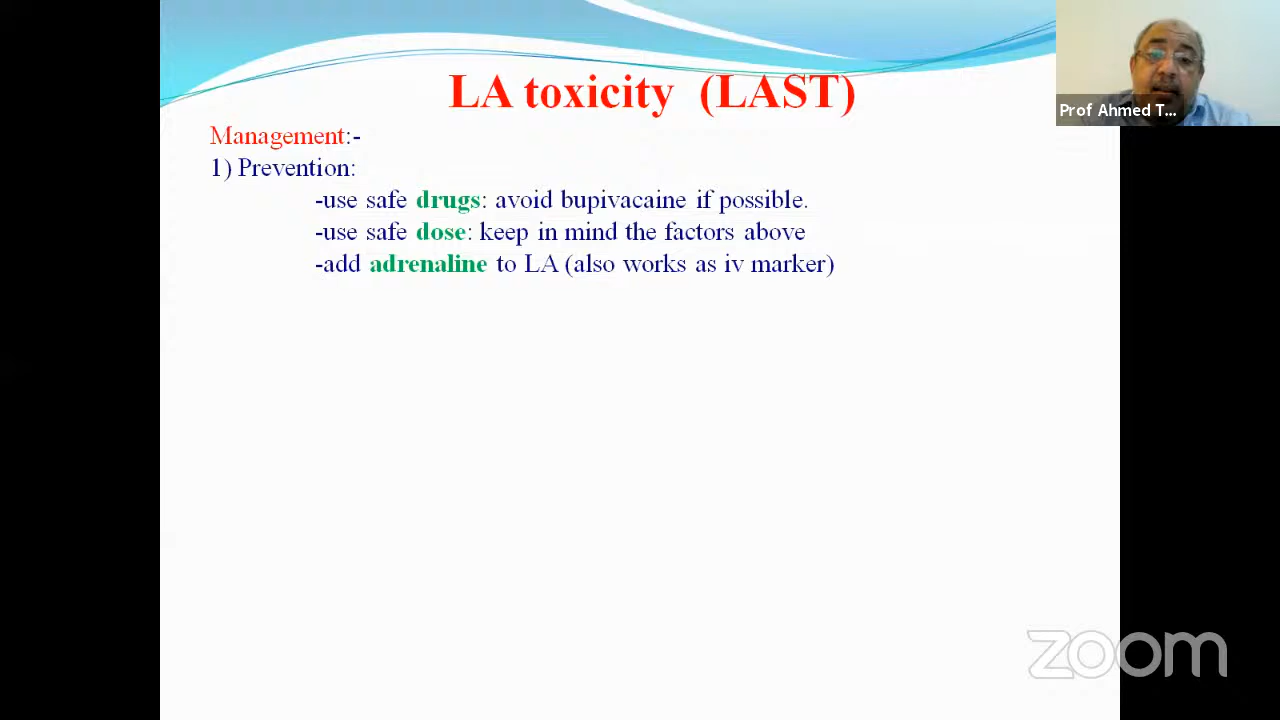 LA toxicity (LAST)
Management:-
1) Prevention:
-use safe drugs: avoid bupivacaine if possible.
-use safe dose: keep in mind the factors above
-add adrenaline to LA (also works as iv marker)
Prof Ahmed T...
zoom